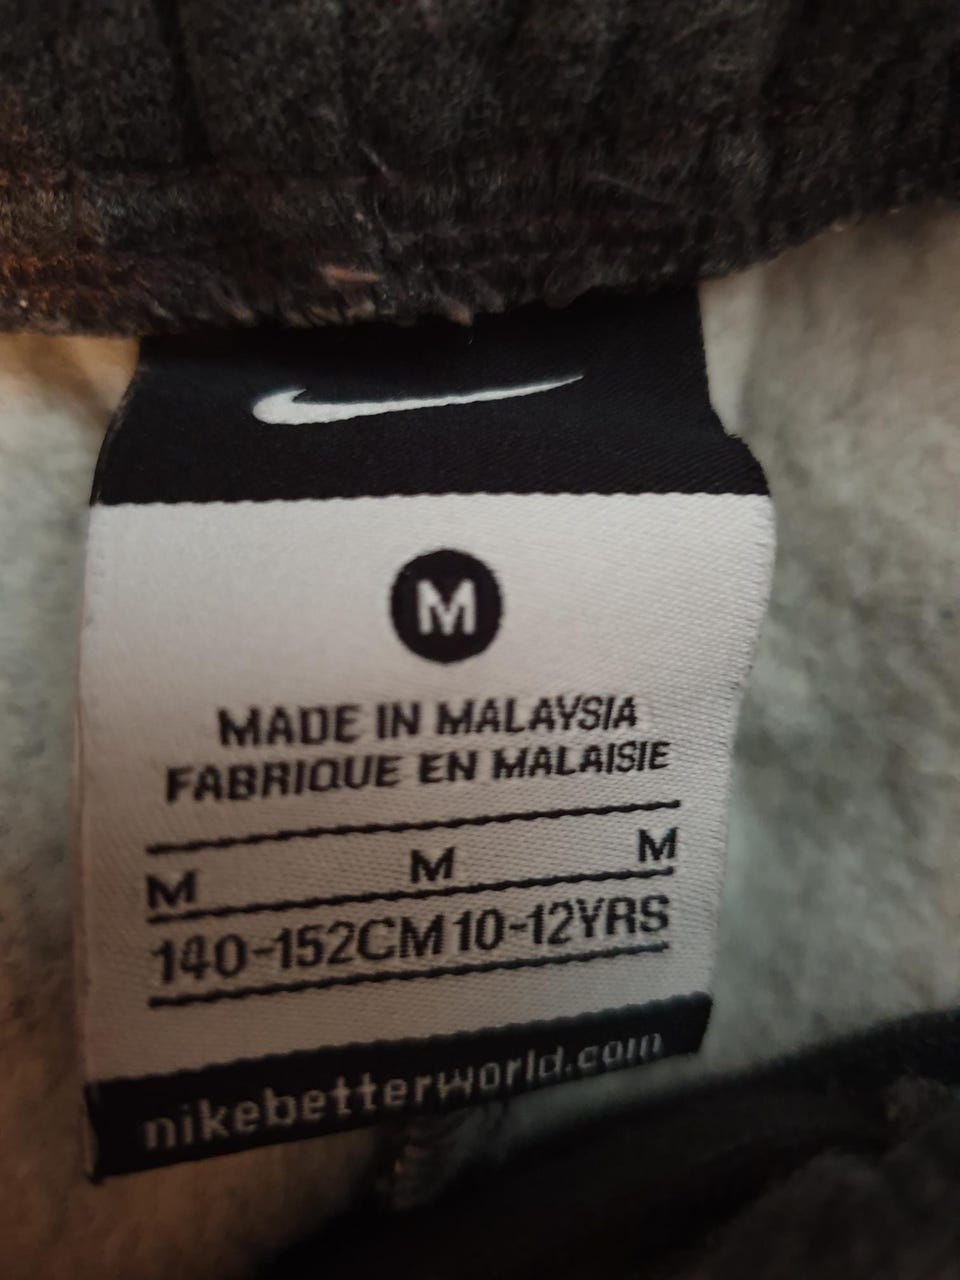 M
MADE IN MALAYSIA
FABRIQUE EN MALAISIE
M M M
140-152CM 10-12YRS
nikebetterworld.com